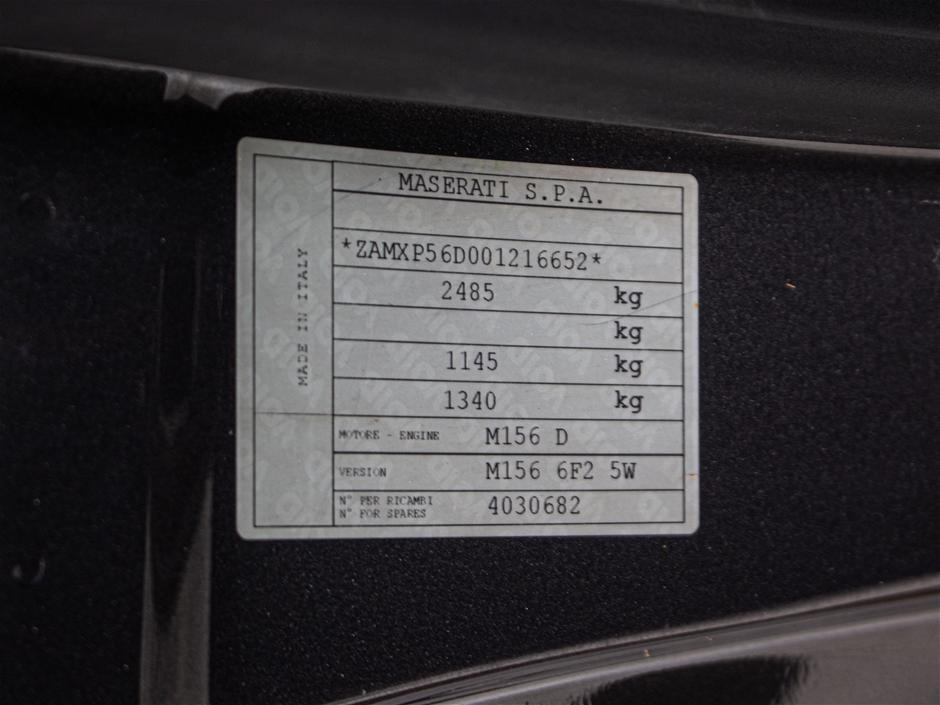 MASERATI S.P.A.
*ZAMXP56D001216652*
2485 kg
kg
1145 kg
1340 kg
MADE IN ITALY
MOTORE - ENGINE M156 D
VERSION M156 6F2 5W
N° PER RICAMBI
N° FOR SPARES 4030682